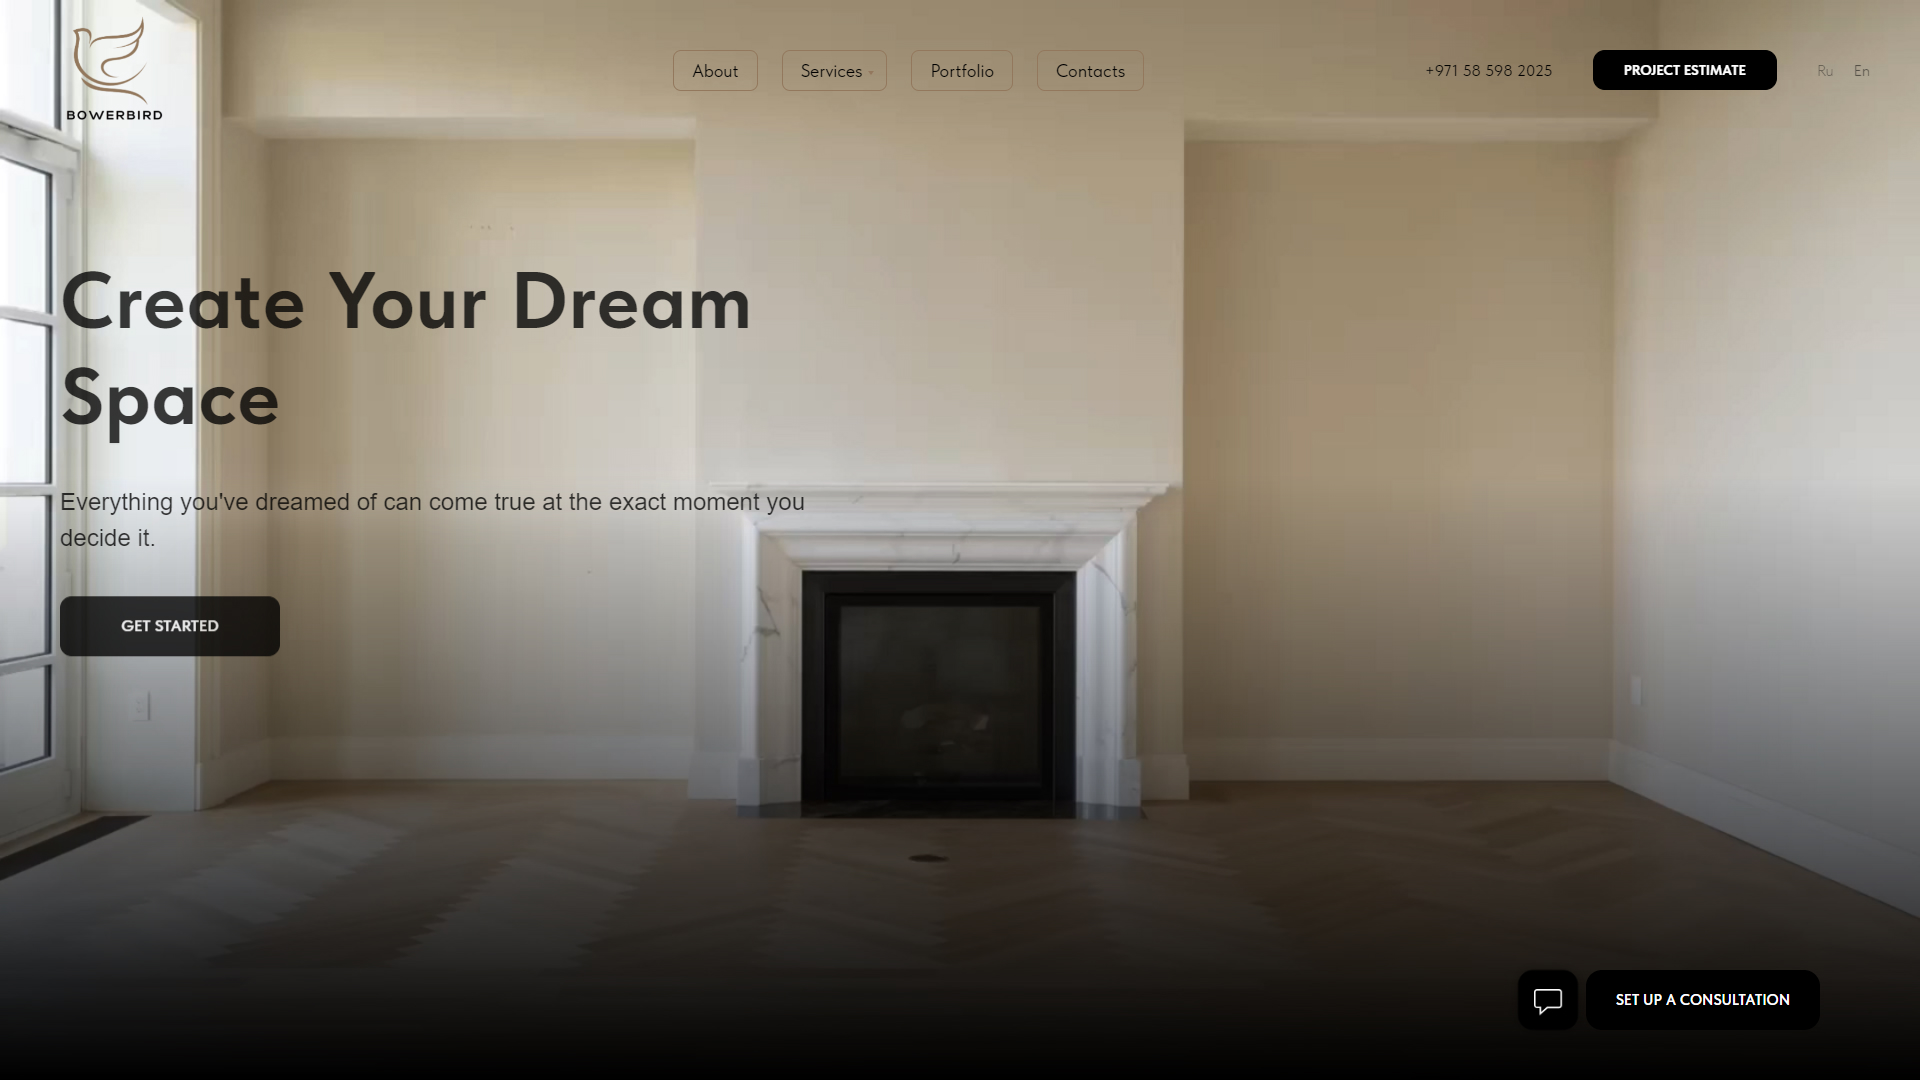 BOWERBIRD
About
Services
Portfolio
Contacts
+971 58 598 2025
PROJECT ESTIMATE
Ru
En
Create Your Dream
Space
Everything you've dreamed of can come true at the exact moment you
decide it.
GET STARTED
SET UP A CONSULTATION